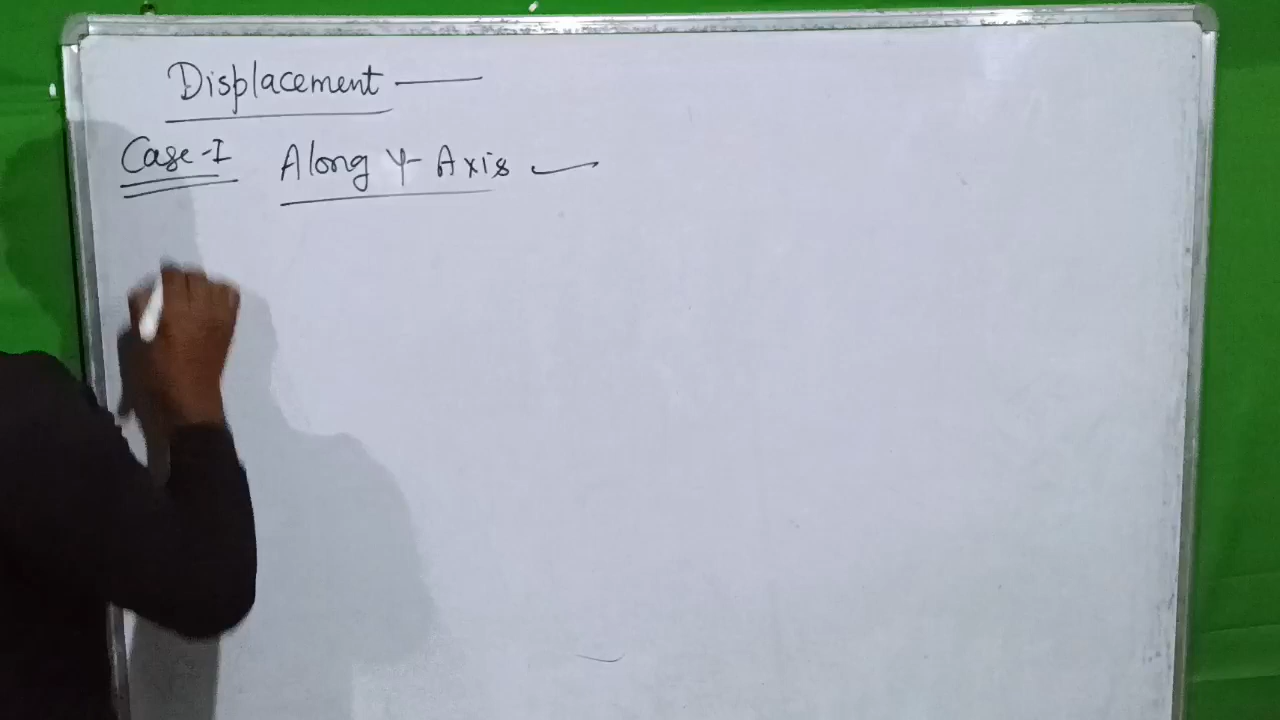 Displacement —
Case-I Along Y-Axis